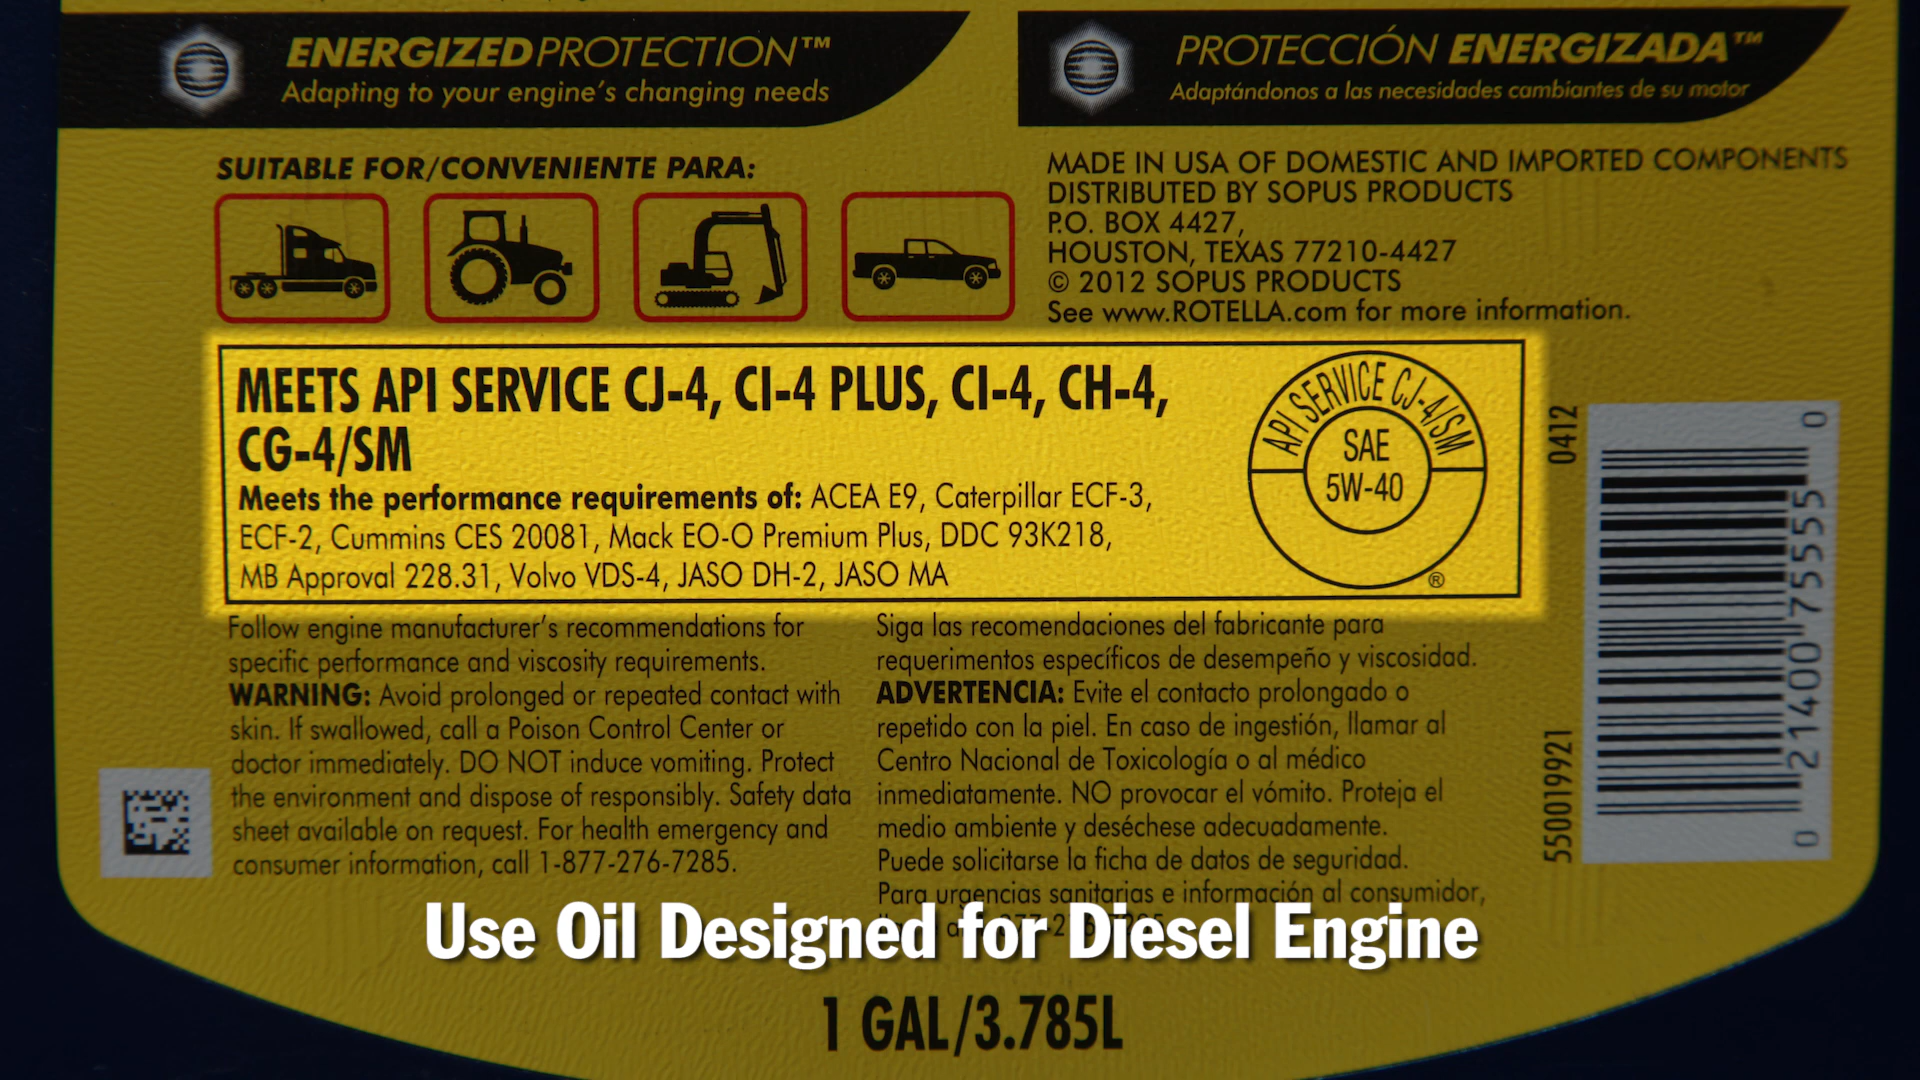 ENERGIZED PROTECTION™
Adapting to your engine's changing needs
PROTECCIÓN ENERGIZADA™
Adaptándonos a las necesidades cambiantes de su motor
SUITABLE FOR/CONVENIENTE PARA:
MADE IN USA OF DOMESTIC AND IMPORTED COMPONENTS
DISTRIBUTED BY SOPUS PRODUCTS
P.O. BOX 4427,
HOUSTON, TEXAS 77210-4427
© 2012 SOPUS PRODUCTS
See www.ROTELLA.com for more information.
MEETS API SERVICE CJ-4, CI-4 PLUS, CI-4, CH-4,
CG-4/SM
Meets the performance requirements of: ACEA E9, Caterpillar ECF-3,
ECF-2, Cummins CES 20081, Mack EO-O Premium Plus, DDC 93K218,
MB Approval 228.31, Volvo VDS-4, JASO DH-2, JASO MA
API SERVICE CJ-4/SM
SAE
5W-40
®
0412
Follow engine manufacturer's recommendations for
specific performance and viscosity requirements.
WARNING: Avoid prolonged or repeated contact with
skin. If swallowed, call a Poison Control Center or
doctor immediately. DO NOT induce vomiting. Protect
the environment and dispose of responsibly. Safety data
sheet available on request. For health emergency and
consumer information, call 1-877-276-7285.
Siga las recomendaciones del fabricante para
requerimentos específicos de desempeño y viscosidad.
ADVERTENCIA: Evite el contacto prolongado o
repetido con la piel. En caso de ingestión, llamar al
Centro Nacional de Toxicología o al médico
inmediatamente. NO provocar el vómito. Proteja el
medio ambiente y deséchese adecuadamente.
Puede solicitarse la ficha de datos de seguridad.
Para urgencias sanitarias e información al consumidor,
550019921
0 21400 75555 0
Use Oil Designed for Diesel Engine
1 GAL/3.785L